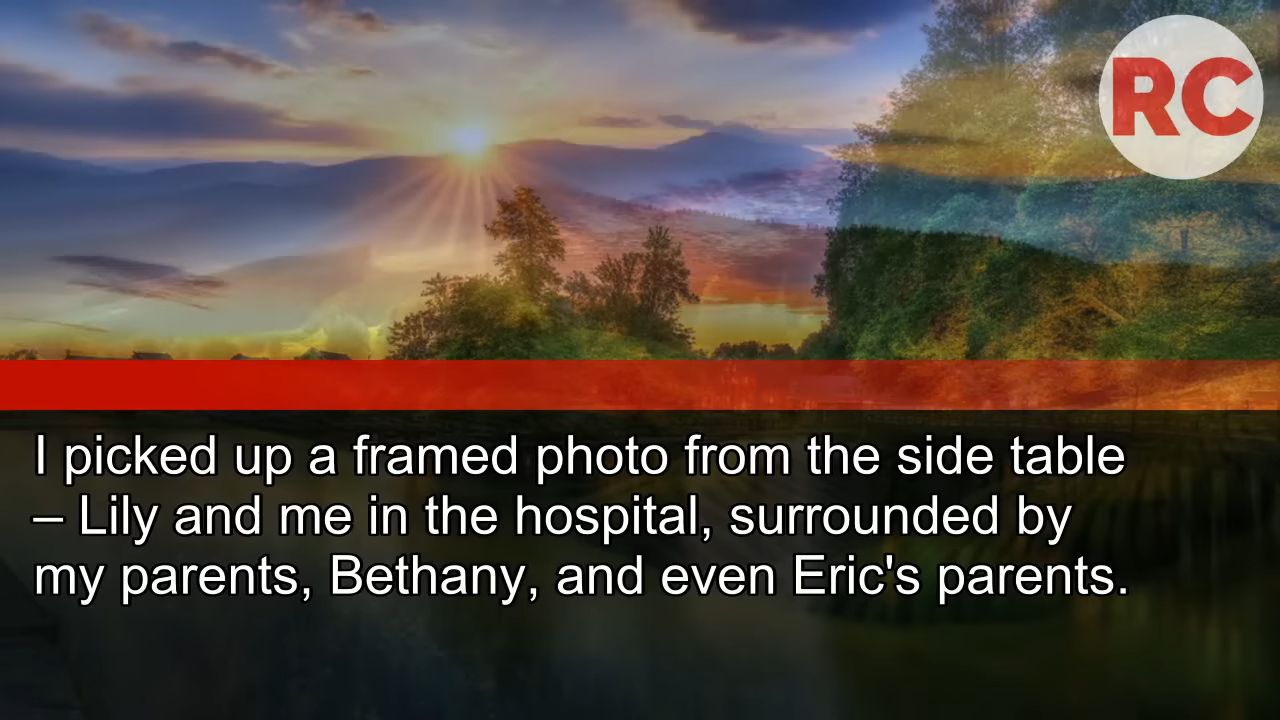 RC
I picked up a framed photo from the side table
– Lily and me in the hospital, surrounded by
my parents, Bethany, and even Eric's parents.